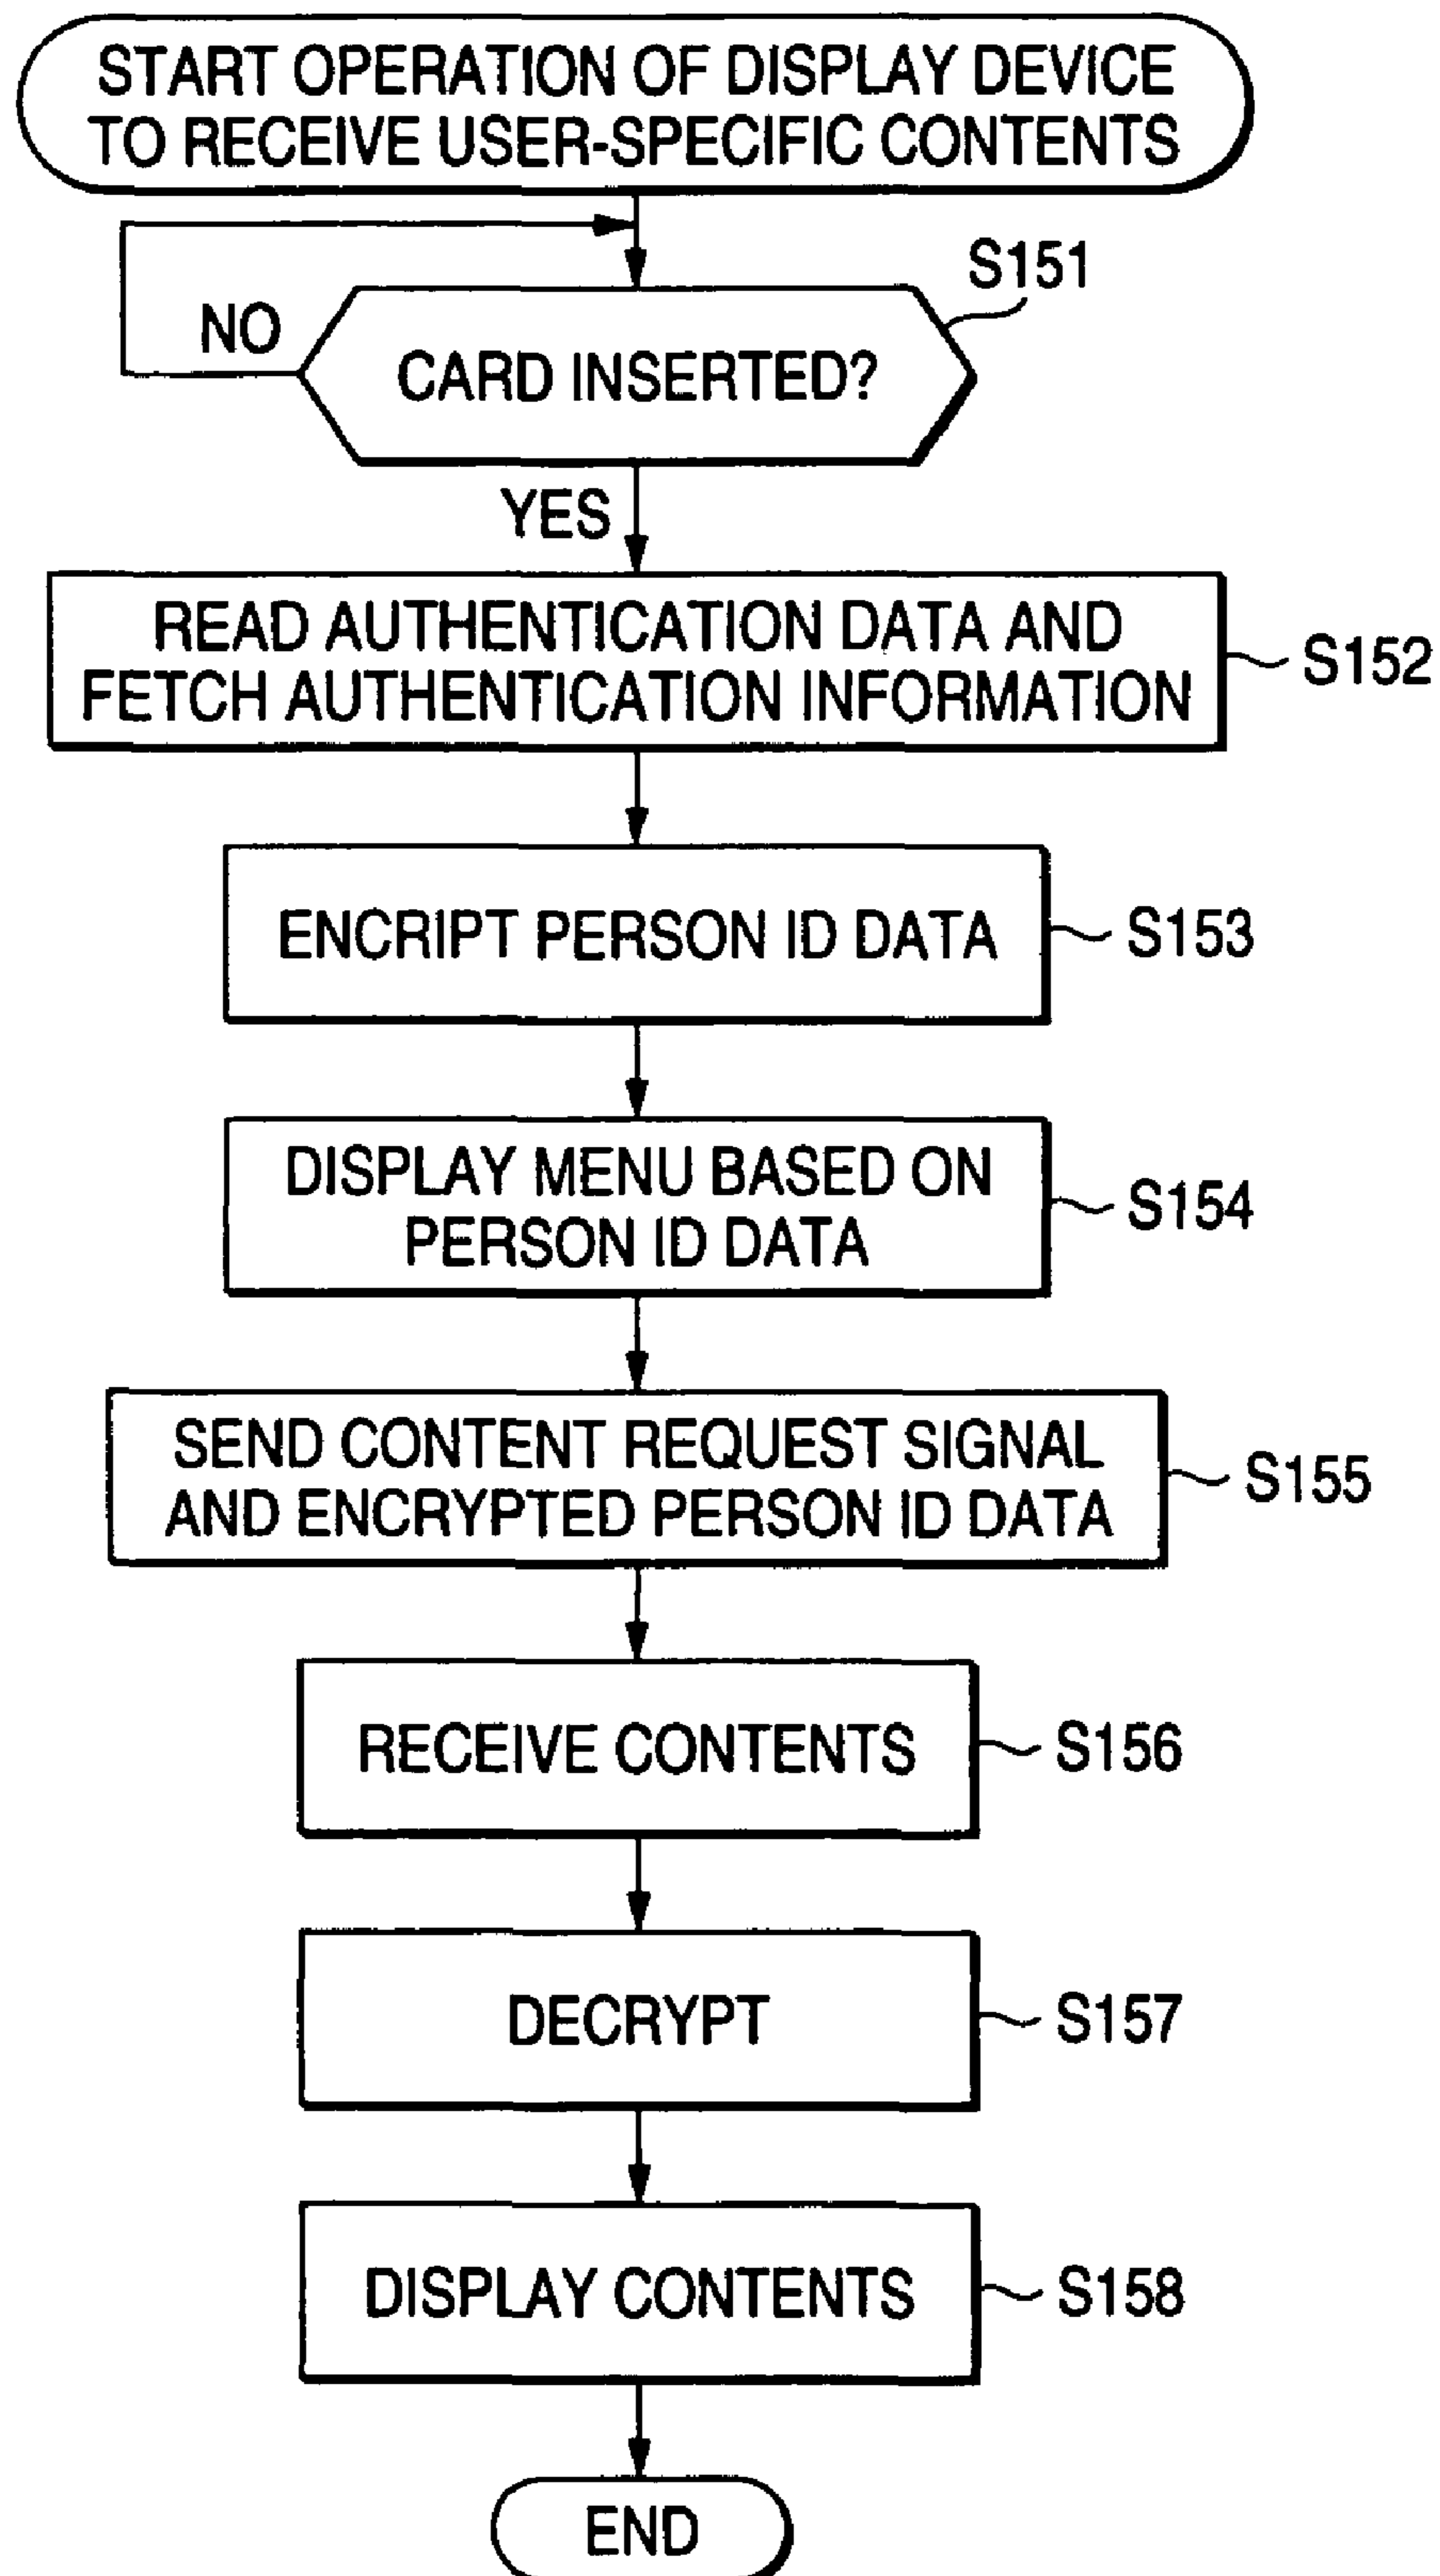 START OPERATION OF DISPLAY DEVICE
TO RECEIVE USER-SPECIFIC CONTENTS
S151
NO
CARD INSERTED?
YES
READ AUTHENTICATION DATA AND
FETCH AUTHENTICATION INFORMATION
S152
ENCRIPT PERSON ID DATA
S153
DISPLAY MENU BASED ON
PERSON ID DATA
S154
SEND CONTENT REQUEST SIGNAL
AND ENCRYPTED PERSON ID DATA
S155
RECEIVE CONTENTS
S156
DECRYPT
S157
DISPLAY CONTENTS
S158
END